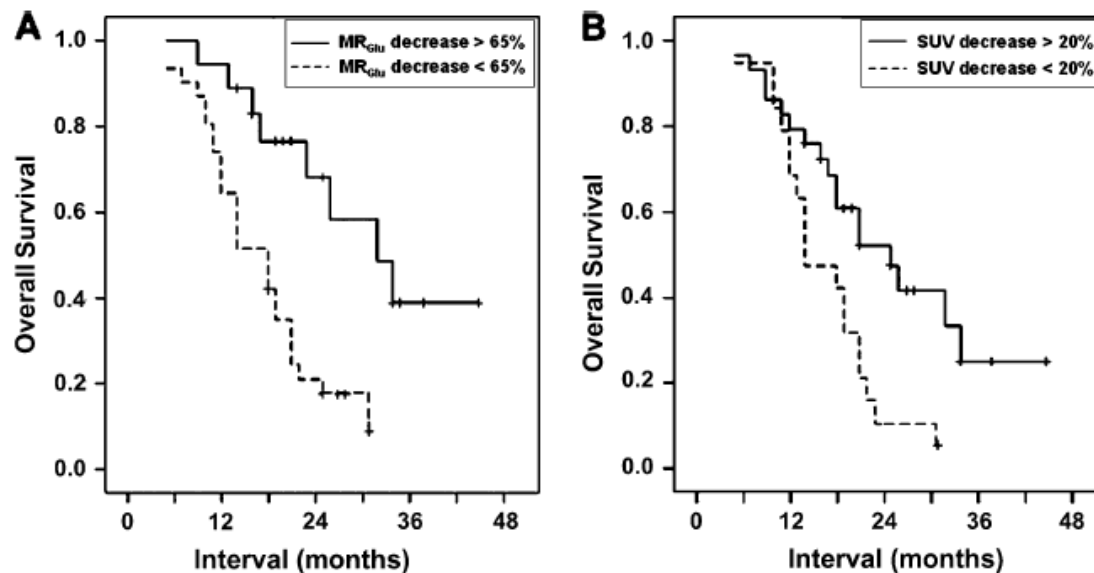 A
MRGlu decrease > 65%
MRGlu decrease < 65%
1.0
0.8
0.6
0.4
0.2
0.0
Overall Survival
0 12 24 36 48
Interval (months)
B
SUV decrease > 20%
SUV decrease < 20%
1.0
0.8
0.6
0.4
0.2
0.0
Overall Survival
0 12 24 36 48
Interval (months)